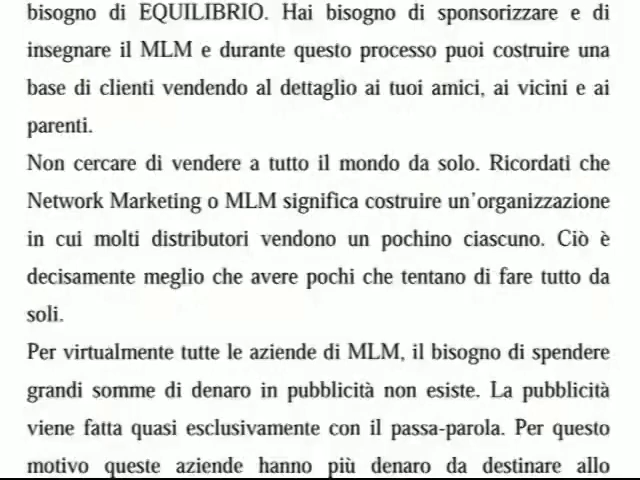 bisogno di EQUILIBRIO. Hai bisogno di sponsorizzare e di
insegnare il MLM e durante questo processo puoi costruire una
base di clienti vendendo al dettaglio ai tuoi amici, ai vicini e ai
parenti.
Non cercare di vendere a tutto il mondo da solo. Ricordati che
Network Marketing o MLM significa costruire un'organizzazione
in cui molti distributori vendono un pochino ciascuno. Ciò è
decisamente meglio che avere pochi che tentano di fare tutto da
soli.
Per virtualmente tutte le aziende di MLM, il bisogno di spendere
grandi somme di denaro in pubblicità non esiste. La pubblicità
viene fatta quasi esclusivamente con il passa-parola. Per questo
motivo queste aziende hanno più denaro da destinare allo